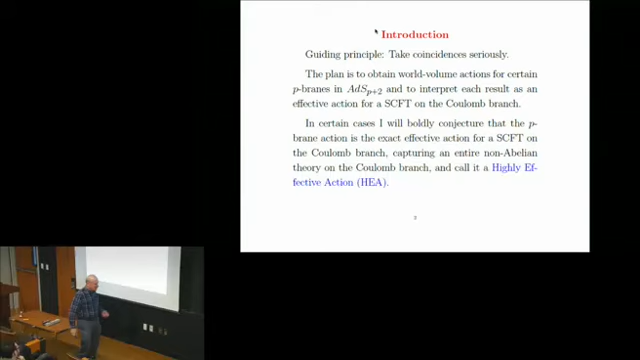 Introduction
Guiding principle: Take coincidences seriously.
The plan is to obtain world-volume actions for certain
p-branes in AdSp+2 and to interpret each result as an
effective action for a SCFT on the Coulomb branch.
In certain cases I will boldly conjecture that the p-
brane action is the exact effective action for a SCFT on
the Coulomb branch, capturing an entire non-Abelian
theory on the Coulomb branch, and call it a Highly Ef-
fective Action (HEA).
2